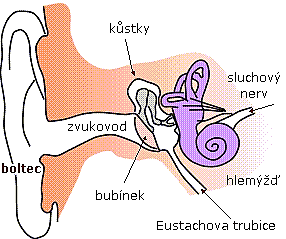 kůstky
sluchový
nerv
zvukovod
boltec
bubínek
hlemýžď
Eustachova trubice